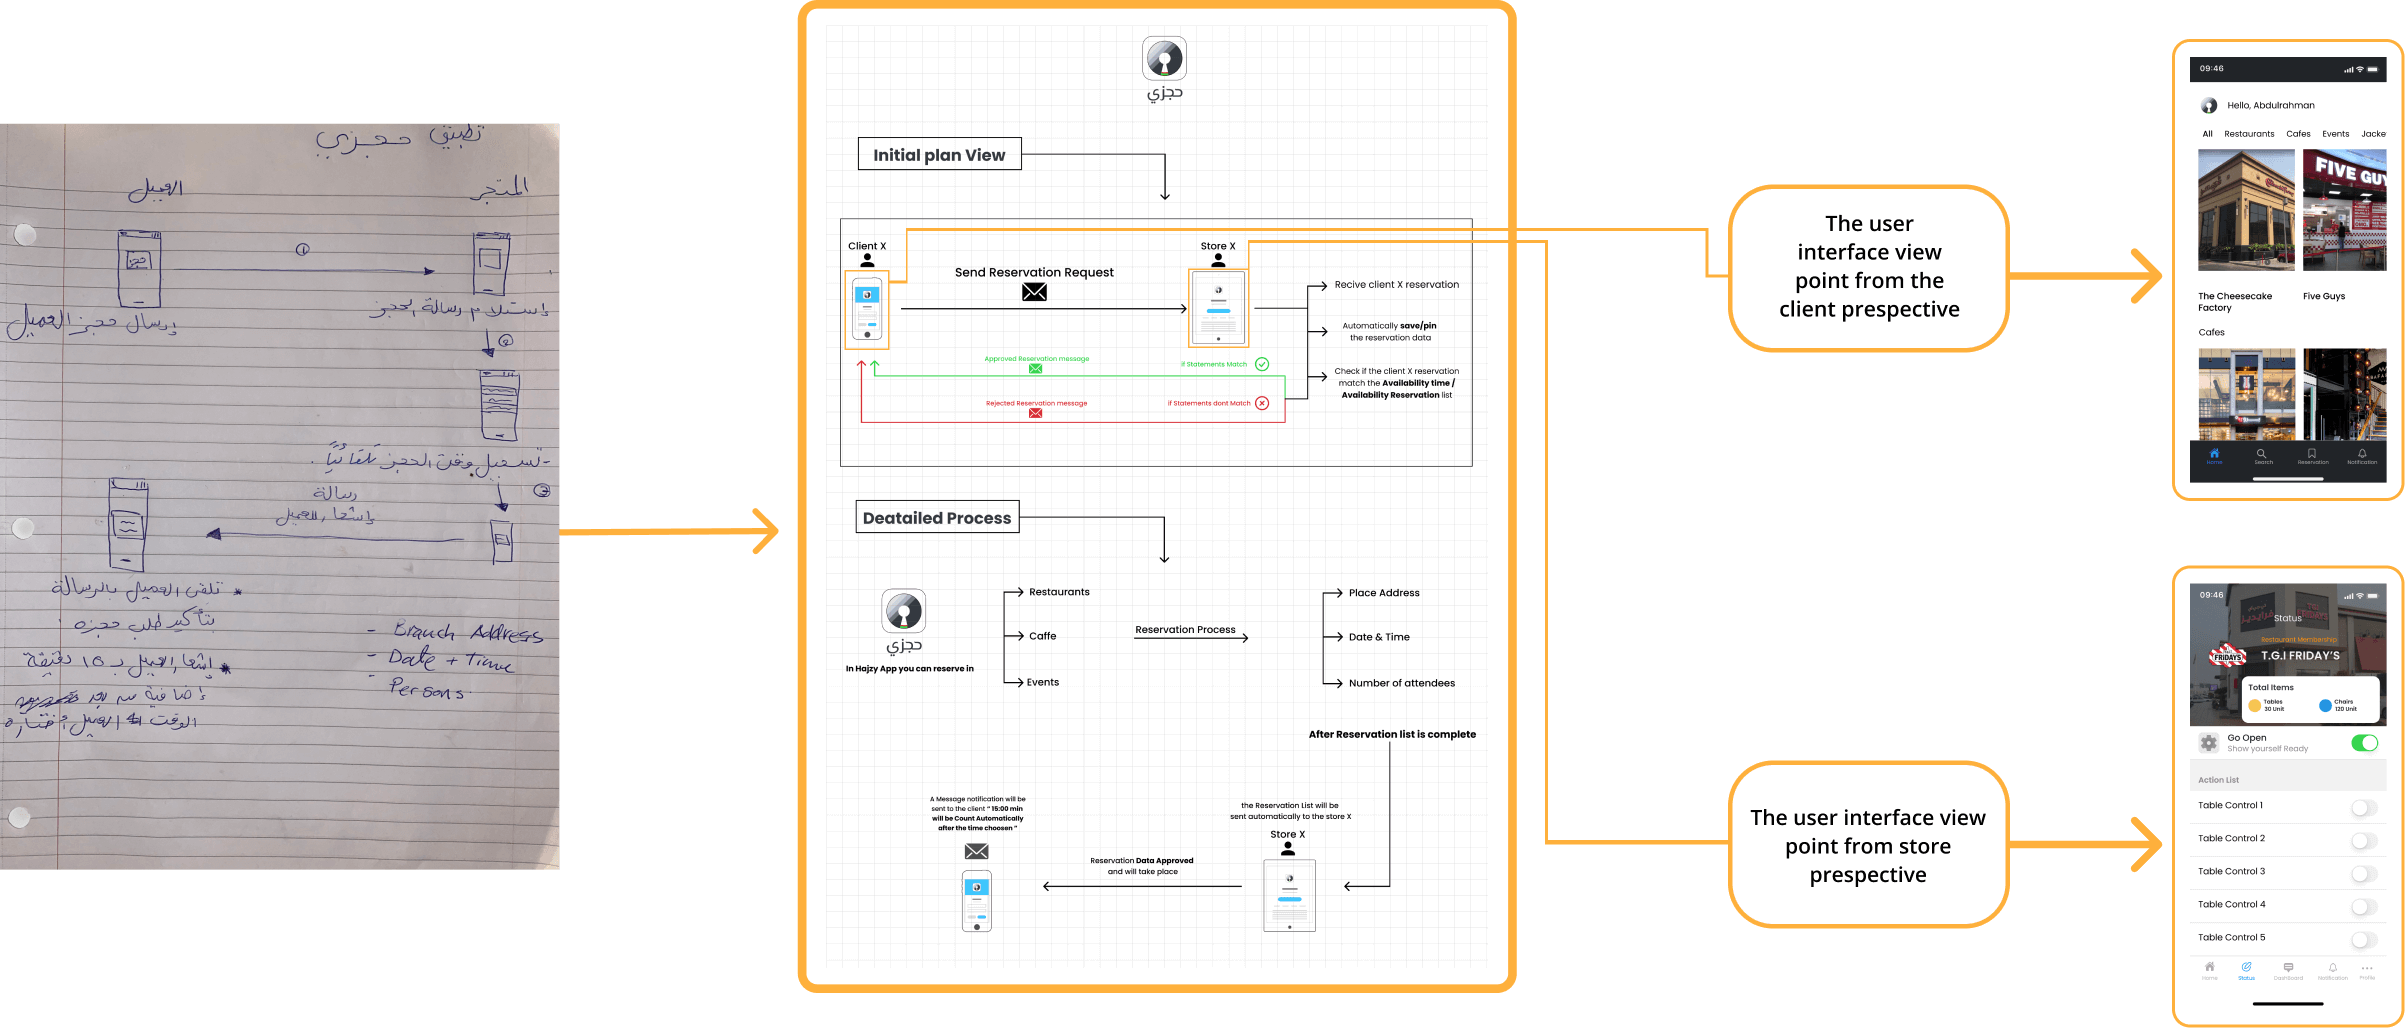 تطبيق حجزي
العميل
المتجر
حجز
①
إرسال حجز العميل
إستلام رسالة الحجز
②
- تسجيل وقت الحجز تلقائيًا .
③
رسالة
إشعار العميل
* تلقى العميل بالرسالة
بتأكيد طلب حجزه .
* إشعار العميل بـ ١٥ دقيقة
إضافية من بعد
الوقت العميل إختياره
- Branch Address
- Date + Time
- Persons
حجزي
Initial plan View
Client X
Store X
Send Reservation Request
Recive client X reservation
Automatically save/pin
the reservation data
Check if the client X reservation
match the Availability time /
Availability Reservation list
Approved Reservation message
if Statements Match
Rejected Reservation message
if Statements dont Match
Deatailed Process
حجزي
In Hajzy App you can reserve in
Restaurants
Caffe
Events
Reservation Process
Place Address
Date & Time
Number of attendees
After Reservation list is complete
the Reservation List will be
sent automatically to the store X
Store X
Reservation Data Approved
and will take place
A Message notification will be
sent to the client " 15:00 min
will be Count Automatically
after the time choosen "
The user
interface view
point from the
client prespective
The user interface view
point from store
prespective
09:46
Hello, Abdulrahman
All Restaurants Cafes Events Jacke
FIVE GUY
The Cheesecake
Factory
Five Guys
Cafes
Home Search Reservation Notification
09:46
Status
Restaurant Membership
FRIDAYS
T.G.I FRIDAY'S
Total Items
Tables
30 Unit
Chairs
120 Unit
Go Open
Show yourself Ready
Action List
Table Control 1
Table Control 2
Table Control 3
Table Control 4
Table Control 5
Home Status Dashboard Notification Profile